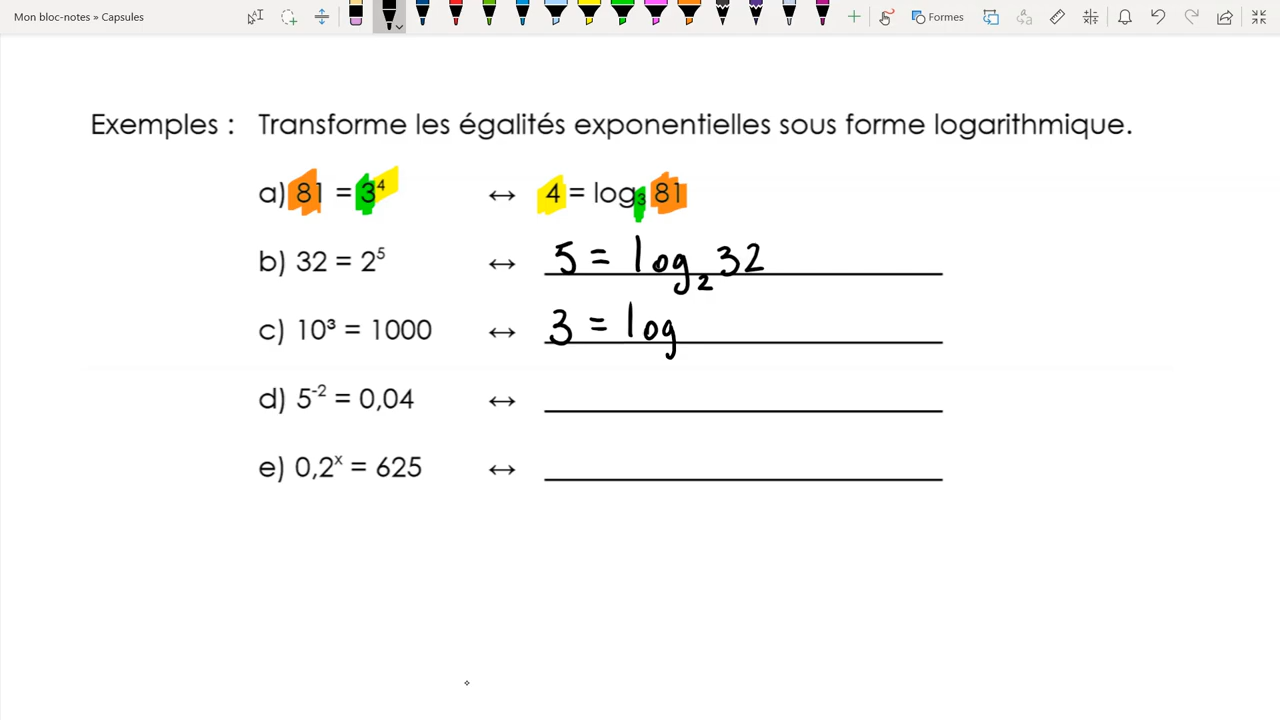 Mon bloc-notes » Capsules
Formes
Exemples : Transforme les égalités exponentielles sous forme logarithmique.
a) 81 = 3⁴ ↔ 4 = log₃ 81
b) 32 = 2⁵ ↔ 5 = log₂ 32
c) 10³ = 1000 ↔ 3 = log
d) 5⁻² = 0,04 ↔
e) 0,2ˣ = 625 ↔